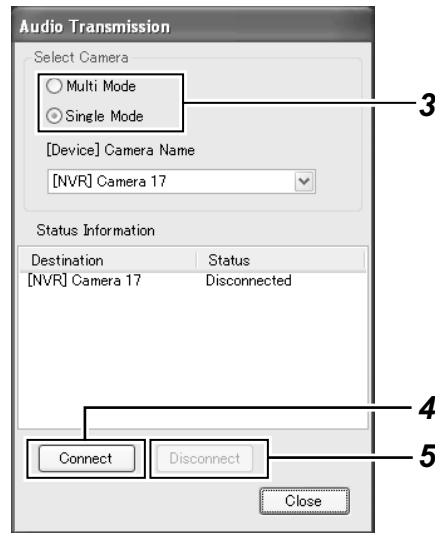 Audio Transmission
Select Camera
Multi Mode
3
Single Mode
[Device] Camera Name
[NVR] Camera 17
Status Information
Destination Status
[NVR] Camera 17 Disconnected
4
Connect Disconnect 5
Close